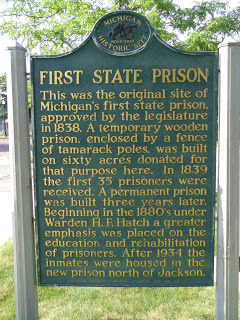 MICHIGAN
REGISTERED
HISTORIC SITE
FIRST STATE PRISON
This was the original site of
Michigan's first state prison,
approved by the legislature
in 1838. A temporary wooden
prison, enclosed by a fence
of tamarack poles, was built
on sixty acres donated for
that purpose here. In 1839
the first 35 prisoners were
received. A permanent prison
was built three years later.
Beginning in the 1880's under
Warden H. F. Hatch a greater
emphasis was placed on the
education and rehabilitation
of prisoners. After 1934 the
inmates were housed in the
new prison north of Jackson.